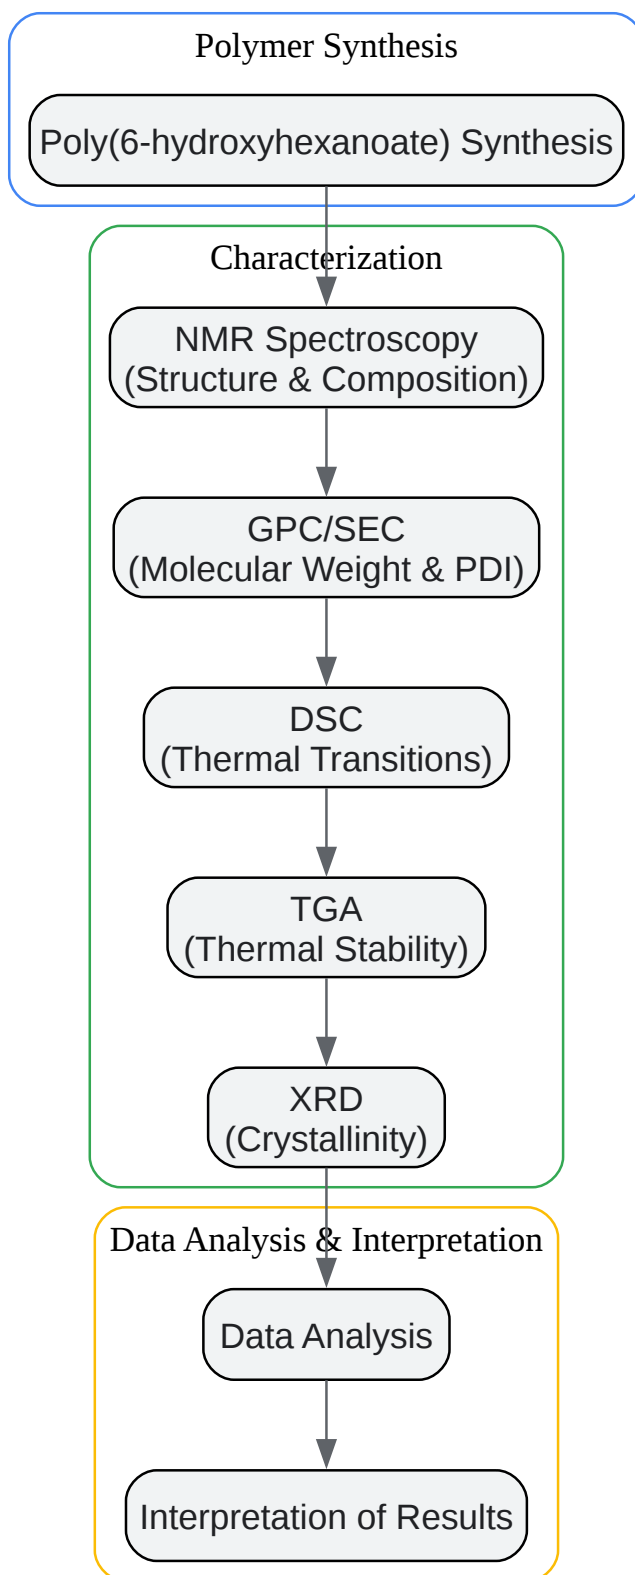 Polymer Synthesis
Poly(6-hydroxyhexanoate) Synthesis
Characterization
NMR Spectroscopy
(Structure & Composition)
GPC/SEC
(Molecular Weight & PDI)
DSC
(Thermal Transitions)
TGA
(Thermal Stability)
XRD
(Crystallinity)
Data Analysis & Interpretation
Data Analysis
Interpretation of Results